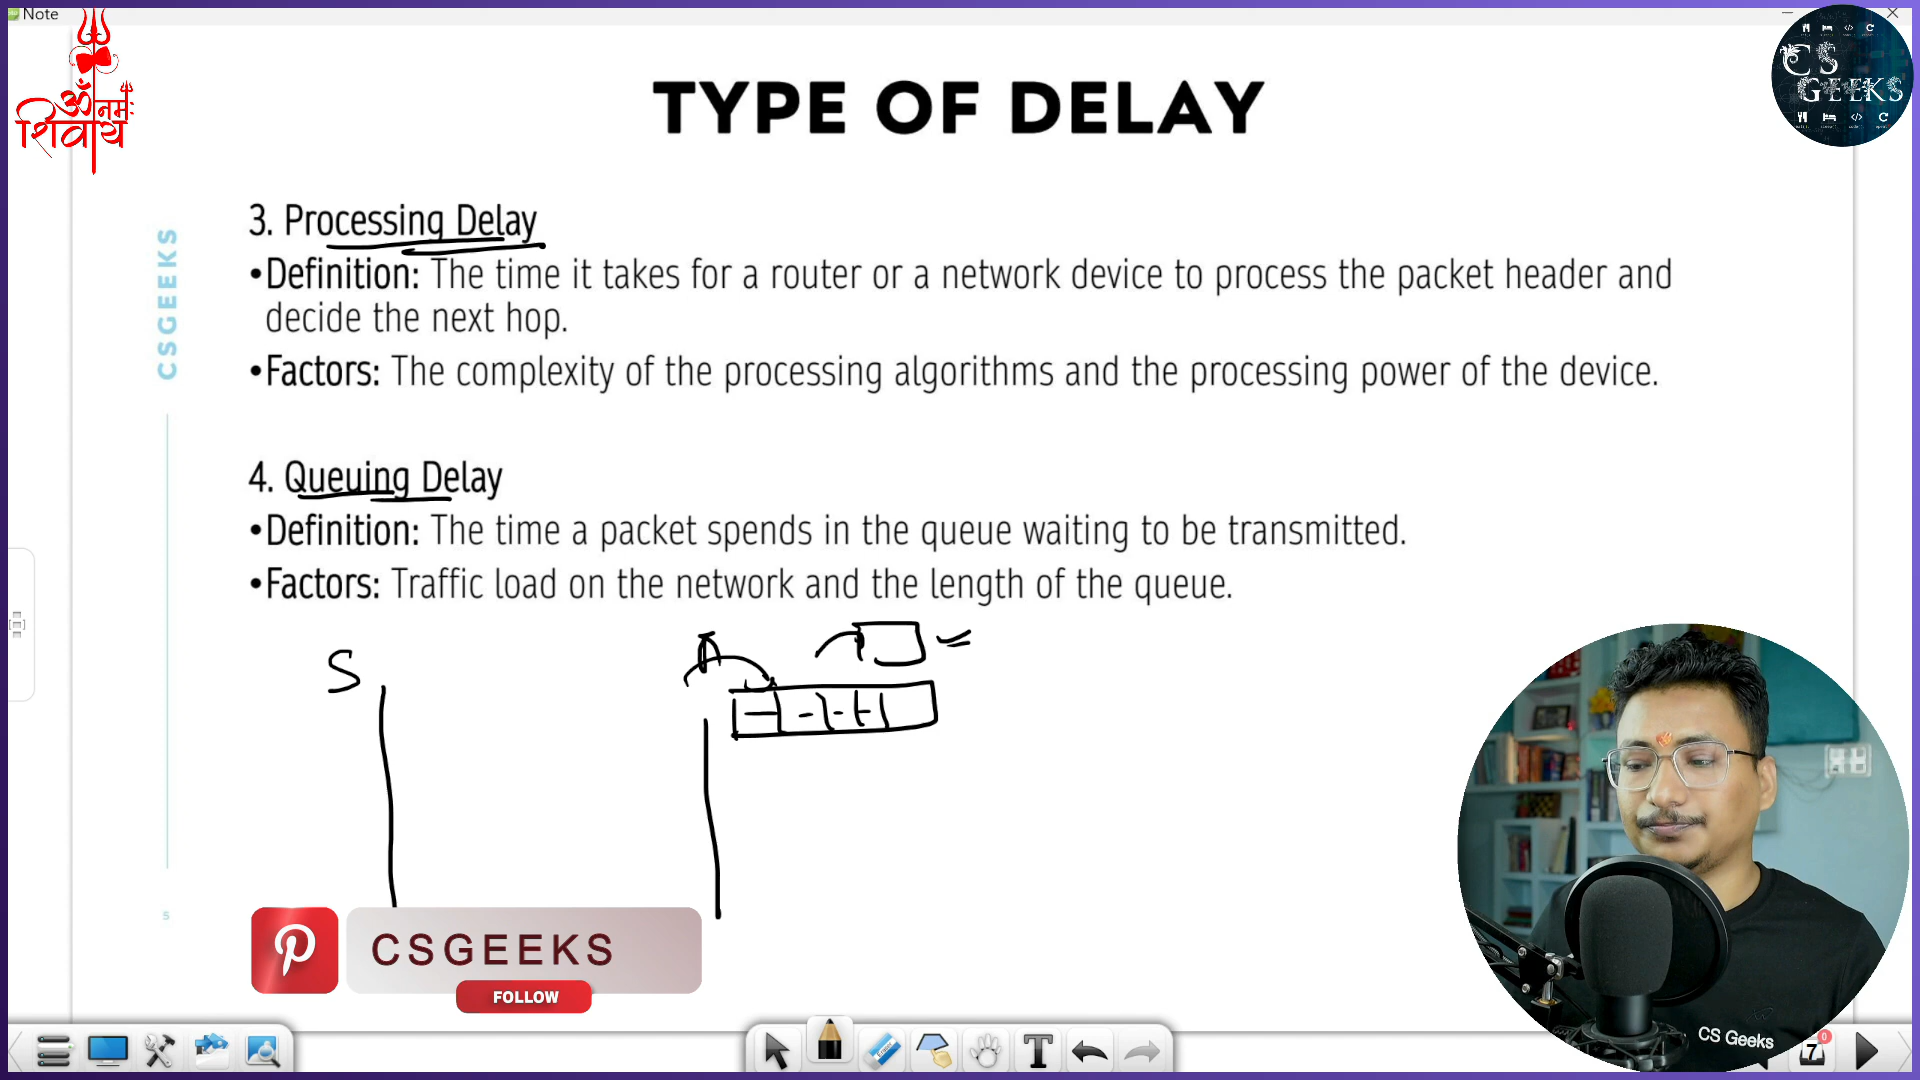 Note
ॐ नमः
शिवाय
CS
GEEKS
TYPE OF DELAY
CSGEEKS
3. Processing Delay
•Definition: The time it takes for a router or a network device to process the packet header and
decide the next hop.
•Factors: The complexity of the processing algorithms and the processing power of the device.
4. Queuing Delay
•Definition: The time a packet spends in the queue waiting to be transmitted.
•Factors: Traffic load on the network and the length of the queue.
S
5
CSGEEKS
FOLLOW
CS Geeks
T
7
0